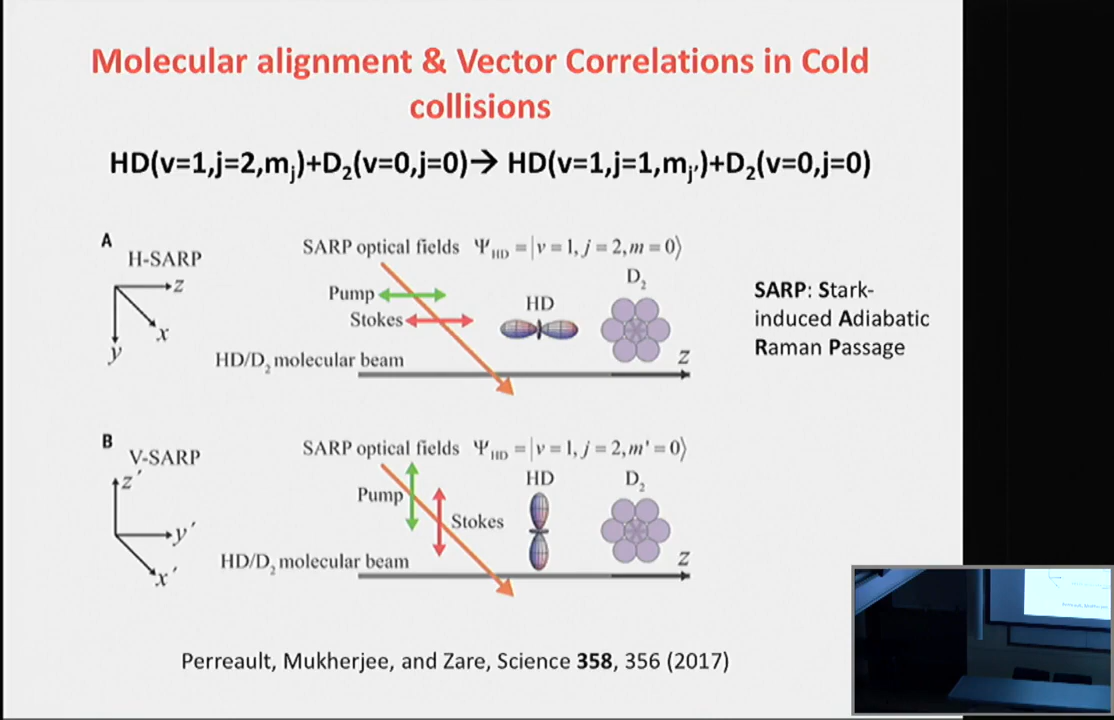 Molecular alignment & Vector Correlations in Cold
collisions
HD(v=1,j=2,mⱼ)+D₂(v=0,j=0)→ HD(v=1,j=1,mⱼ')+D₂(v=0,j=0)
A
H-SARP
z
x
y
SARP optical fields Ψ_HD = |v = 1, j = 2, m = 0⟩
Pump
Stokes
HD
D₂
HD/D₂ molecular beam
z
SARP: Stark-
induced Adiabatic
Raman Passage
B
V-SARP
z′
y′
x′
SARP optical fields Ψ_HD = |v = 1, j = 2, m' = 0⟩
Pump
Stokes
HD
D₂
HD/D₂ molecular beam
z
Perreault, Mukherjee, and Zare, Science 358, 356 (2017)